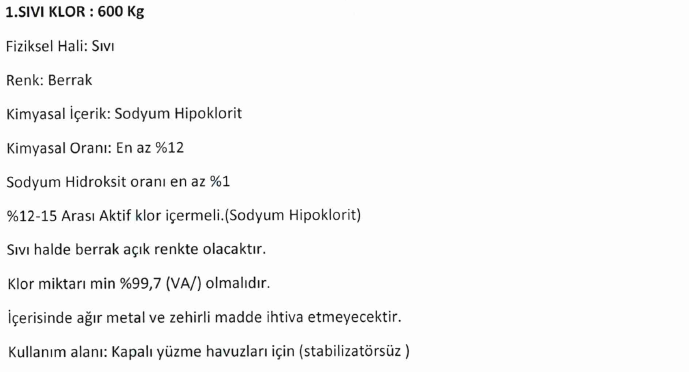 1.SIVI KLOR : 600 Kg
Fiziksel Hali: Sıvı
Renk: Berrak
Kimyasal İçerik: Sodyum Hipoklorit
Kimyasal Oranı: En az %12
Sodyum Hidroksit oranı en az %1
%12-15 Arası Aktif klor içermeli.(Sodyum Hipoklorit)
Sıvı halde berrak açık renkte olacaktır.
Klor miktarı min %99,7 (VA/) olmalıdır.
İçerisinde ağır metal ve zehirli madde ihtiva etmeyecektir.
Kullanım alanı: Kapalı yüzme havuzları için (stabilizatörsüz )